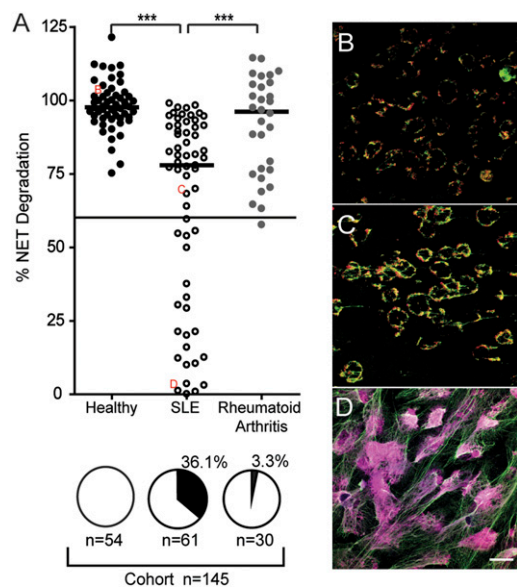 A
***
***
125
100
75
50
25
0
% NET Degradation
B
C
D
Healthy
SLE
Rheumatoid
Arthritis
36.1%
3.3%
n=54
n=61
n=30
Cohort n=145
B
C
D